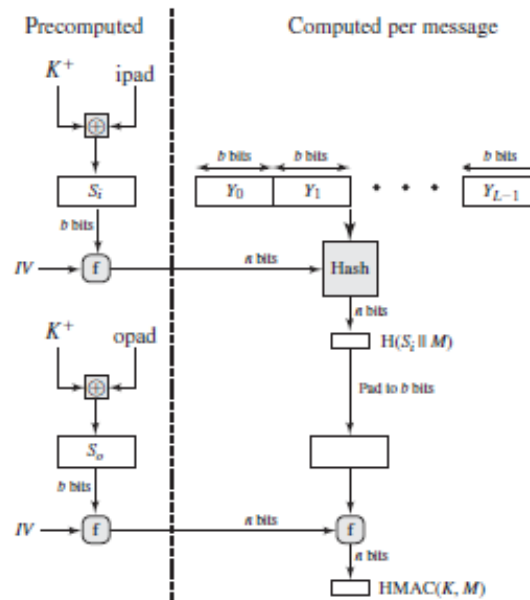 Precomputed
Computed per message
K⁺
ipad
⊕
b bits
b bits
b bits
Sᵢ
Y₀
Y₁
• • •
Y_{L−1}
b bits
IV
f
n bits
Hash
n bits
K⁺
opad
H(Sᵢ || M)
⊕
Pad to b bits
Sₒ
b bits
IV
f
n bits
f
n bits
HMAC(K, M)